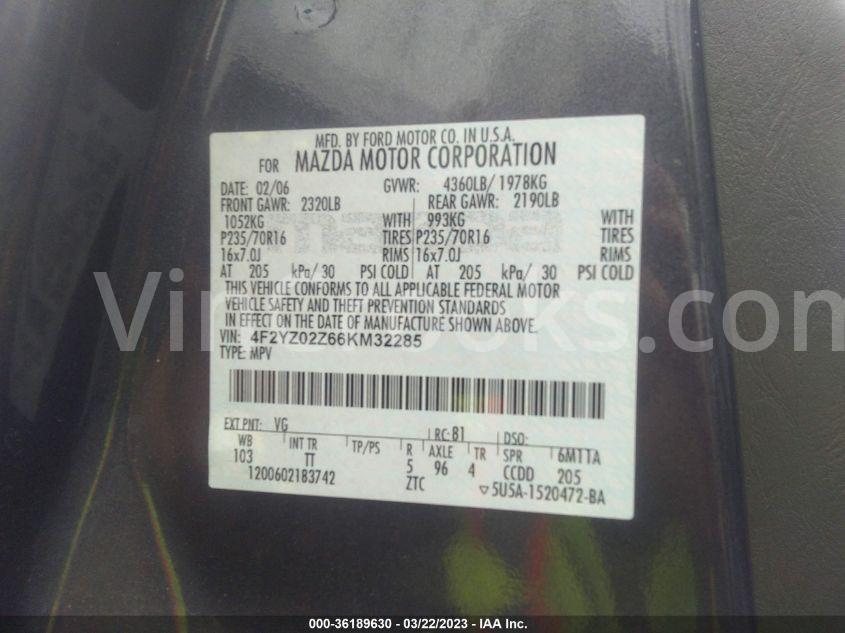 MFD. BY FORD MOTOR CO. IN U.S.A.
FOR MAZDA MOTOR CORPORATION
DATE: 02/06 GVWR: 4360LB/ 1978KG
FRONT GAWR: 2320LB REAR GAWR: 2190LB
1052KG WITH 993KG WITH
P235/70R16 TIRES P235/70R16 TIRES
16x7.0J RIMS 16x7.0J RIMS
AT 205 kPa/ 30 PSI COLD AT 205 kPa/ 30 PSI COLD
THIS VEHICLE CONFORMS TO ALL APPLICABLE FEDERAL MOTOR
VEHICLE SAFETY AND THEFT PREVENTION STANDARDS
IN EFFECT ON THE DATE OF MANUFACTURE SHOWN ABOVE.
VIN: 4F2YZ02Z66KM32285
TYPE: MPV
EXT PNT: VG RC: 81 DSO:
WB INT TR TP/PS R AXLE TR SPR 6M11A
103 TT 5 96 4 CCDD 205
1200602183742 ZTC ▽5U5A-1520472-BA
000-36189630 - 03/22/2023 - IAA Inc.